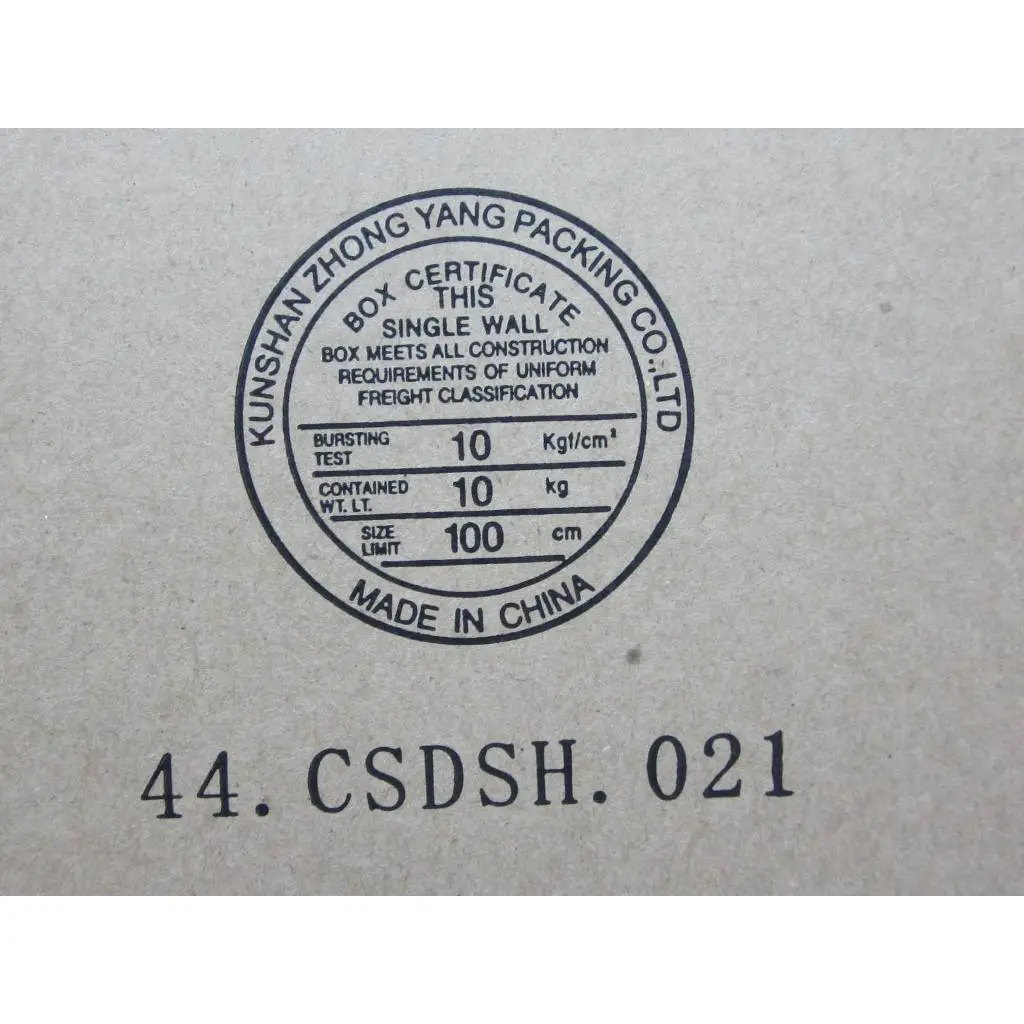 KUNSHAN ZHONG YANG PACKING CO.,LTD
BOX CERTIFICATE
THIS
SINGLE WALL
BOX MEETS ALL CONSTRUCTION
REQUIREMENTS OF UNIFORM
FREIGHT CLASSIFICATION
BURSTING TEST 10 Kgf/cm²
CONTAINED WT. LT. 10 kg
SIZE LIMIT 100 cm
MADE IN CHINA
44.CSDSH.021